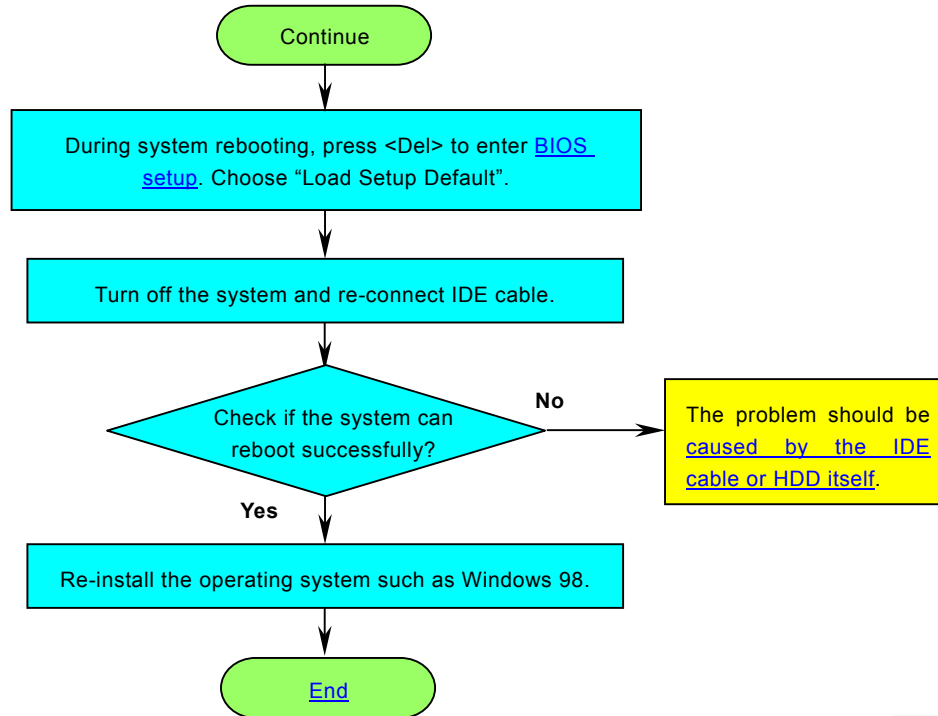 Continue
During system rebooting, press <Del> to enter BIOS
setup. Choose “Load Setup Default”.
Turn off the system and re-connect IDE cable.
Check if the system can
reboot successfully?
No
The problem should be
caused by the IDE
cable or HDD itself.
Yes
Re-install the operating system such as Windows 98.
End